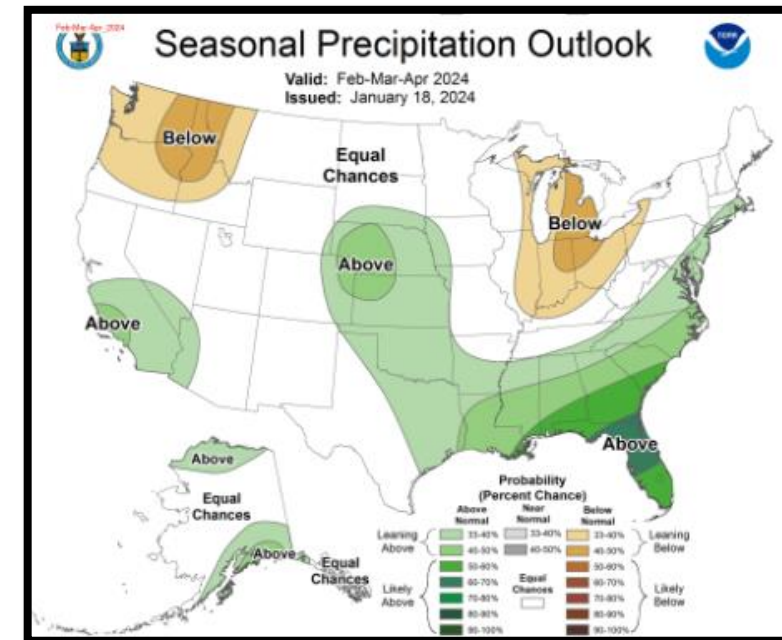 Feb-Mar-Apr_2024
Seasonal Precipitation Outlook
NOAA
Valid: Feb-Mar-Apr 2024
Issued: January 18, 2024
Below
Equal
Chances
Below
Above
Above
Above
Above
Equal
Chances
Above
Equal
Chances
Probability
(Percent Chance)
Above
Normal
Near
Normal
Below
Normal
Leaning
Above
33-40%
33-40%
33-40%
Leaning
Below
40-50%
40-50%
40-50%
Likely
Above
50-60%
50-60%
Likely
Below
60-70%
Equal
Chances
60-70%
70-80%
70-80%
80-90%
80-90%
90-100%
90-100%